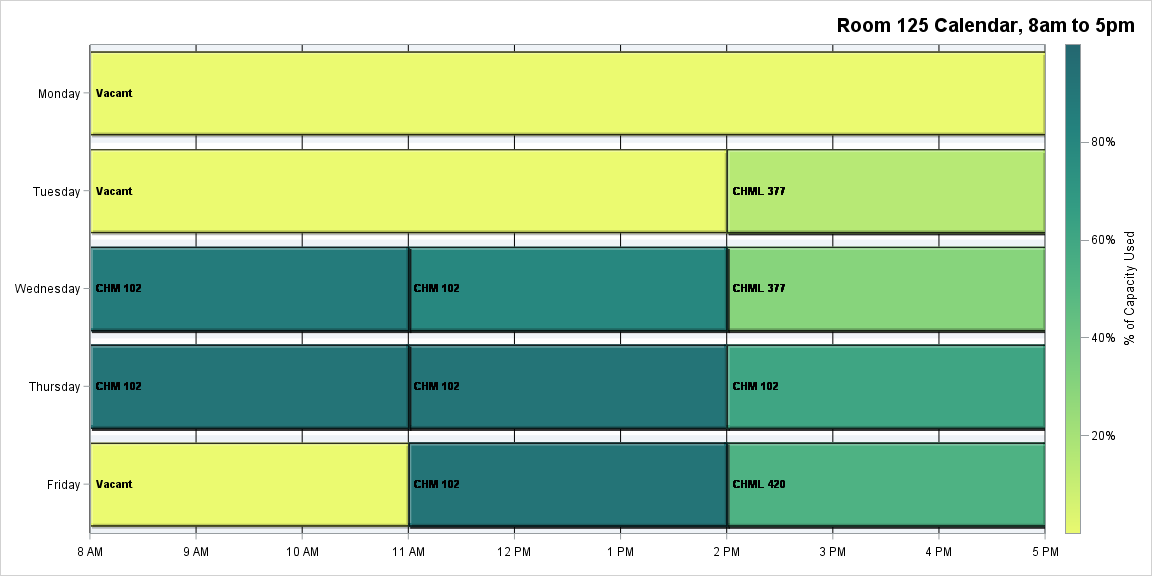 Room 125 Calendar, 8am to 5pm
Monday
Vacant
Tuesday
Vacant
CHML 377
Wednesday
CHM 102
CHM 102
CHML 377
Thursday
CHM 102
CHM 102
CHM 102
Friday
Vacant
CHM 102
CHML 420
8 AM
9 AM
10 AM
11 AM
12 PM
1 PM
2 PM
3 PM
4 PM
5 PM
80%
60%
40%
20%
% of Capacity Used